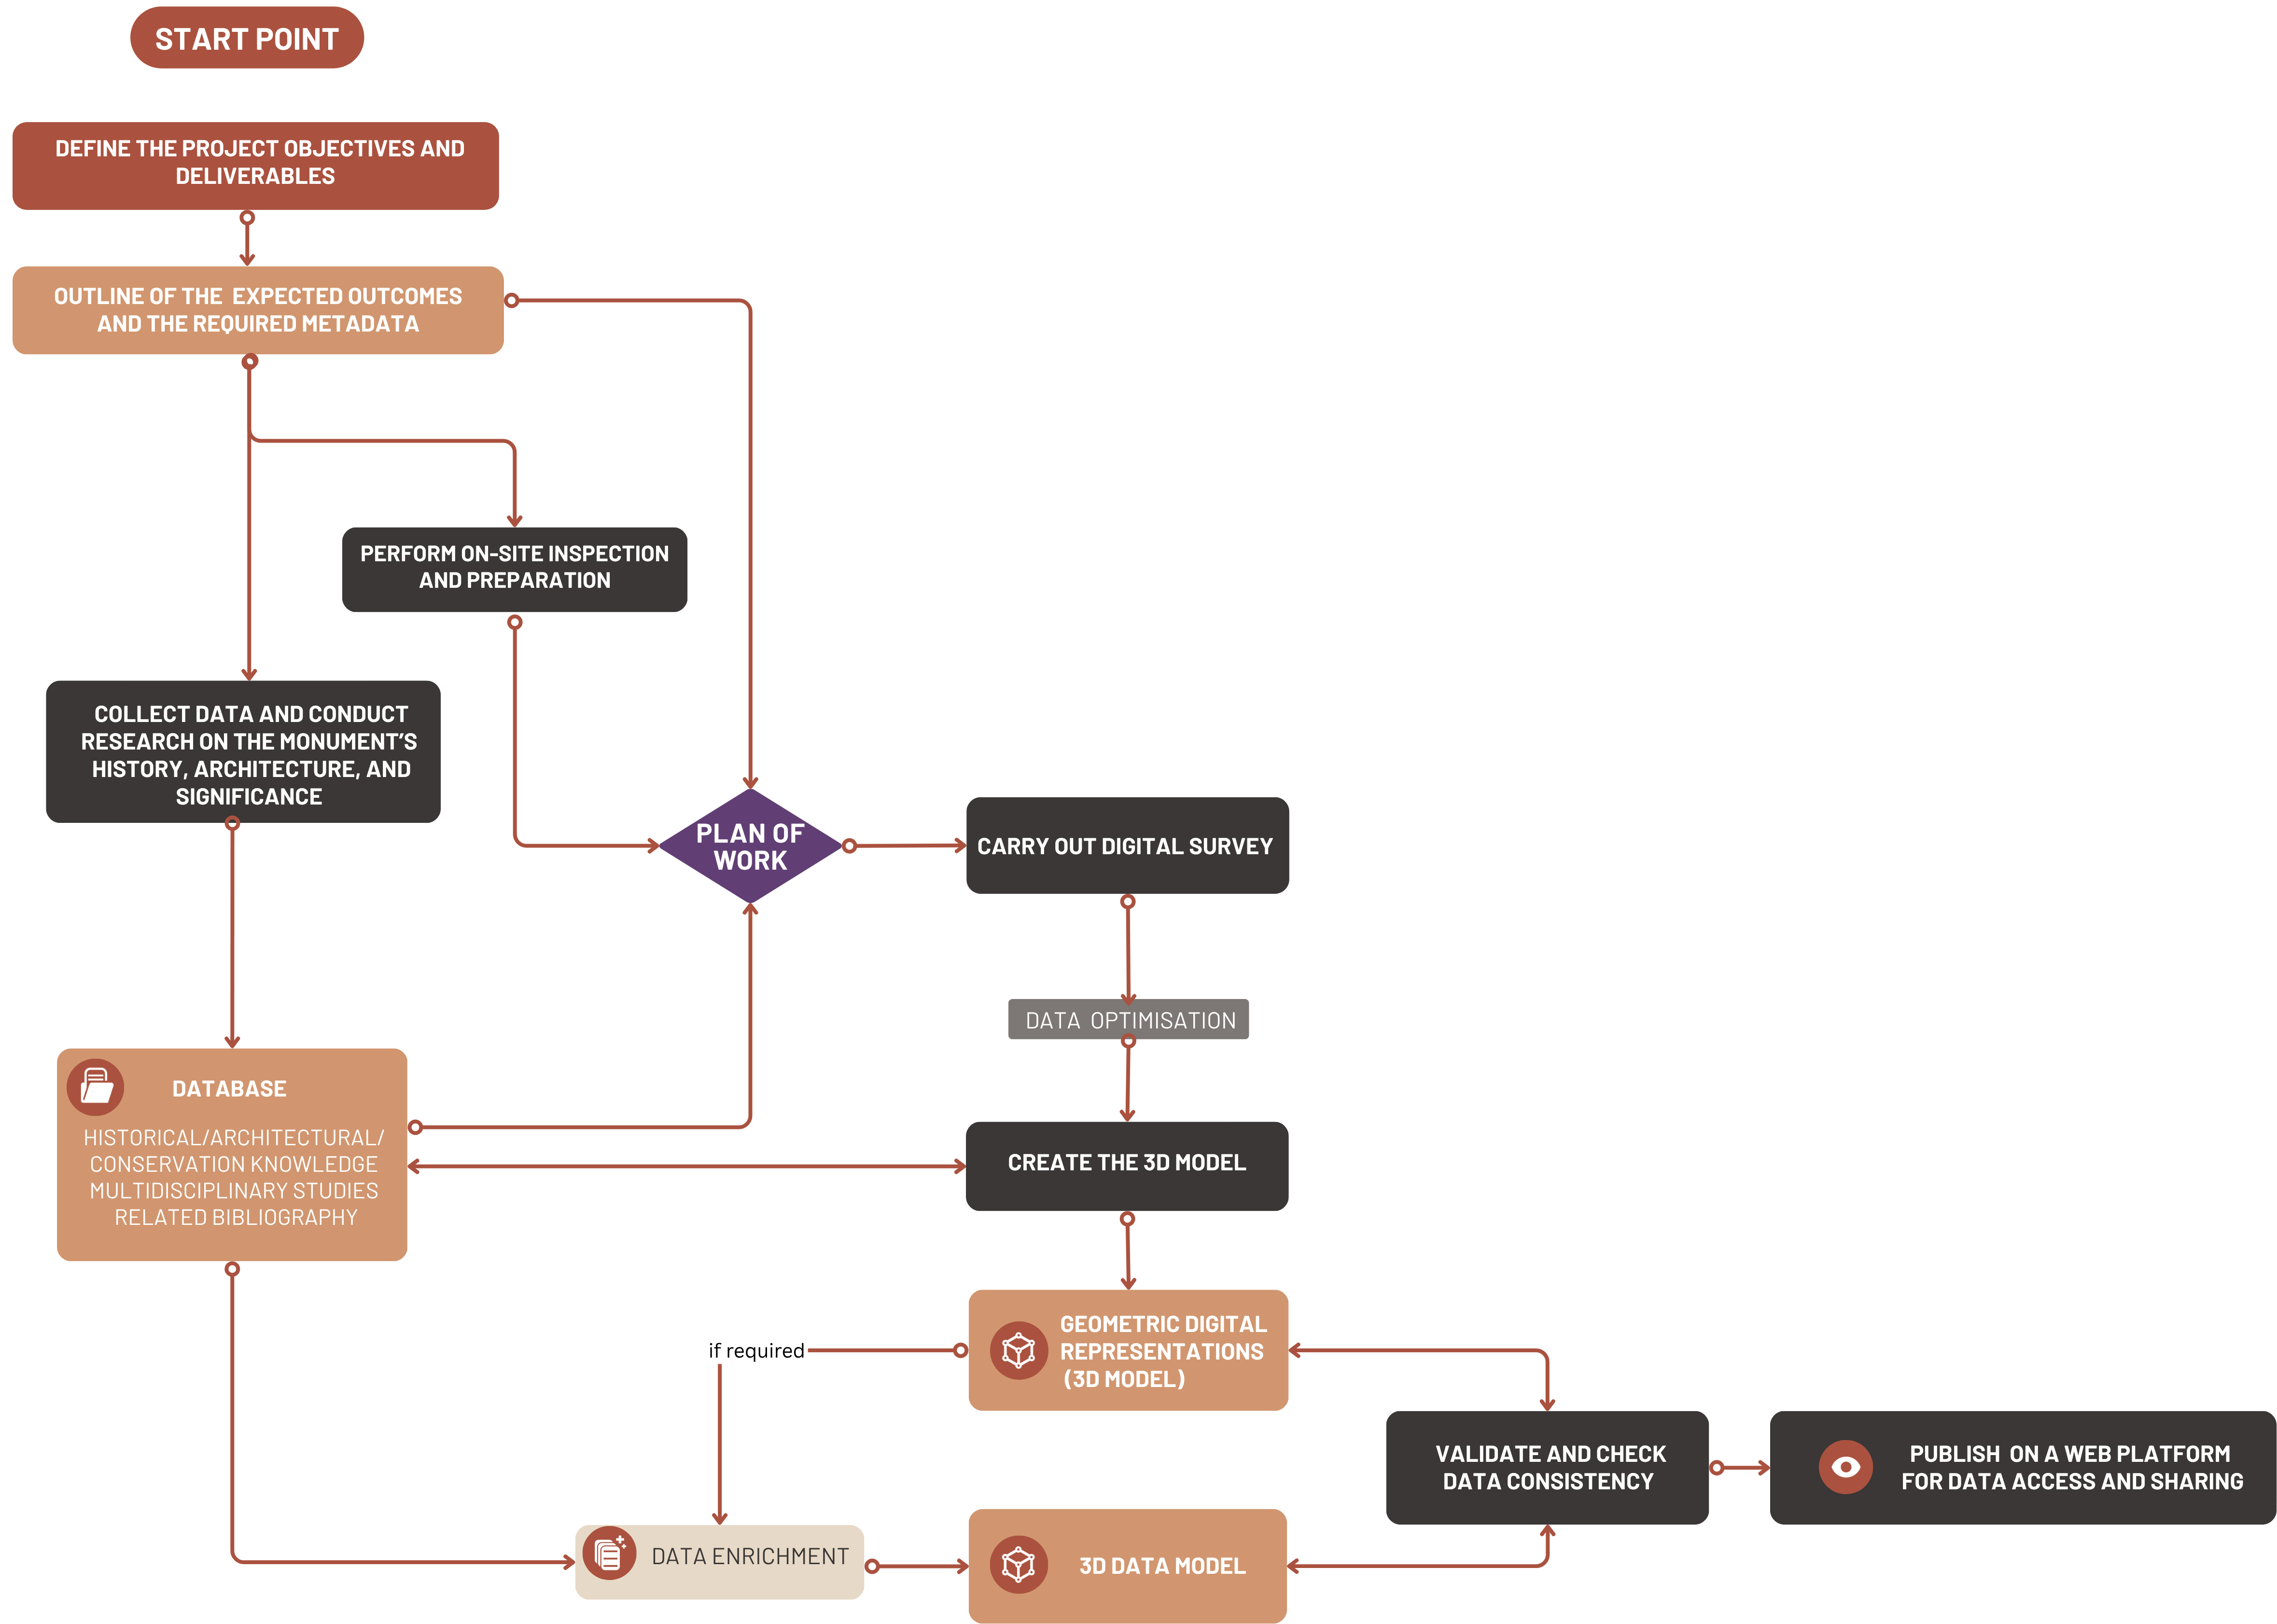 START POINT
DEFINE THE PROJECT OBJECTIVES AND
DELIVERABLES
OUTLINE OF THE EXPECTED OUTCOMES
AND THE REQUIRED METADATA
PERFORM ON-SITE INSPECTION
AND PREPARATION
COLLECT DATA AND CONDUCT
RESEARCH ON THE MONUMENT’S
HISTORY, ARCHITECTURE, AND
SIGNIFICANCE
PLAN OF
WORK
CARRY OUT DIGITAL SURVEY
DATA OPTIMISATION
DATABASE
HISTORICAL/ARCHITECTURAL/
CONSERVATION KNOWLEDGE
MULTIDISCIPLINARY STUDIES
RELATED BIBLIOGRAPHY
CREATE THE 3D MODEL
GEOMETRIC DIGITAL
REPRESENTATIONS
(3D MODEL)
if required
VALIDATE AND CHECK
DATA CONSISTENCY
PUBLISH ON A WEB PLATFORM
FOR DATA ACCESS AND SHARING
DATA ENRICHMENT
3D DATA MODEL